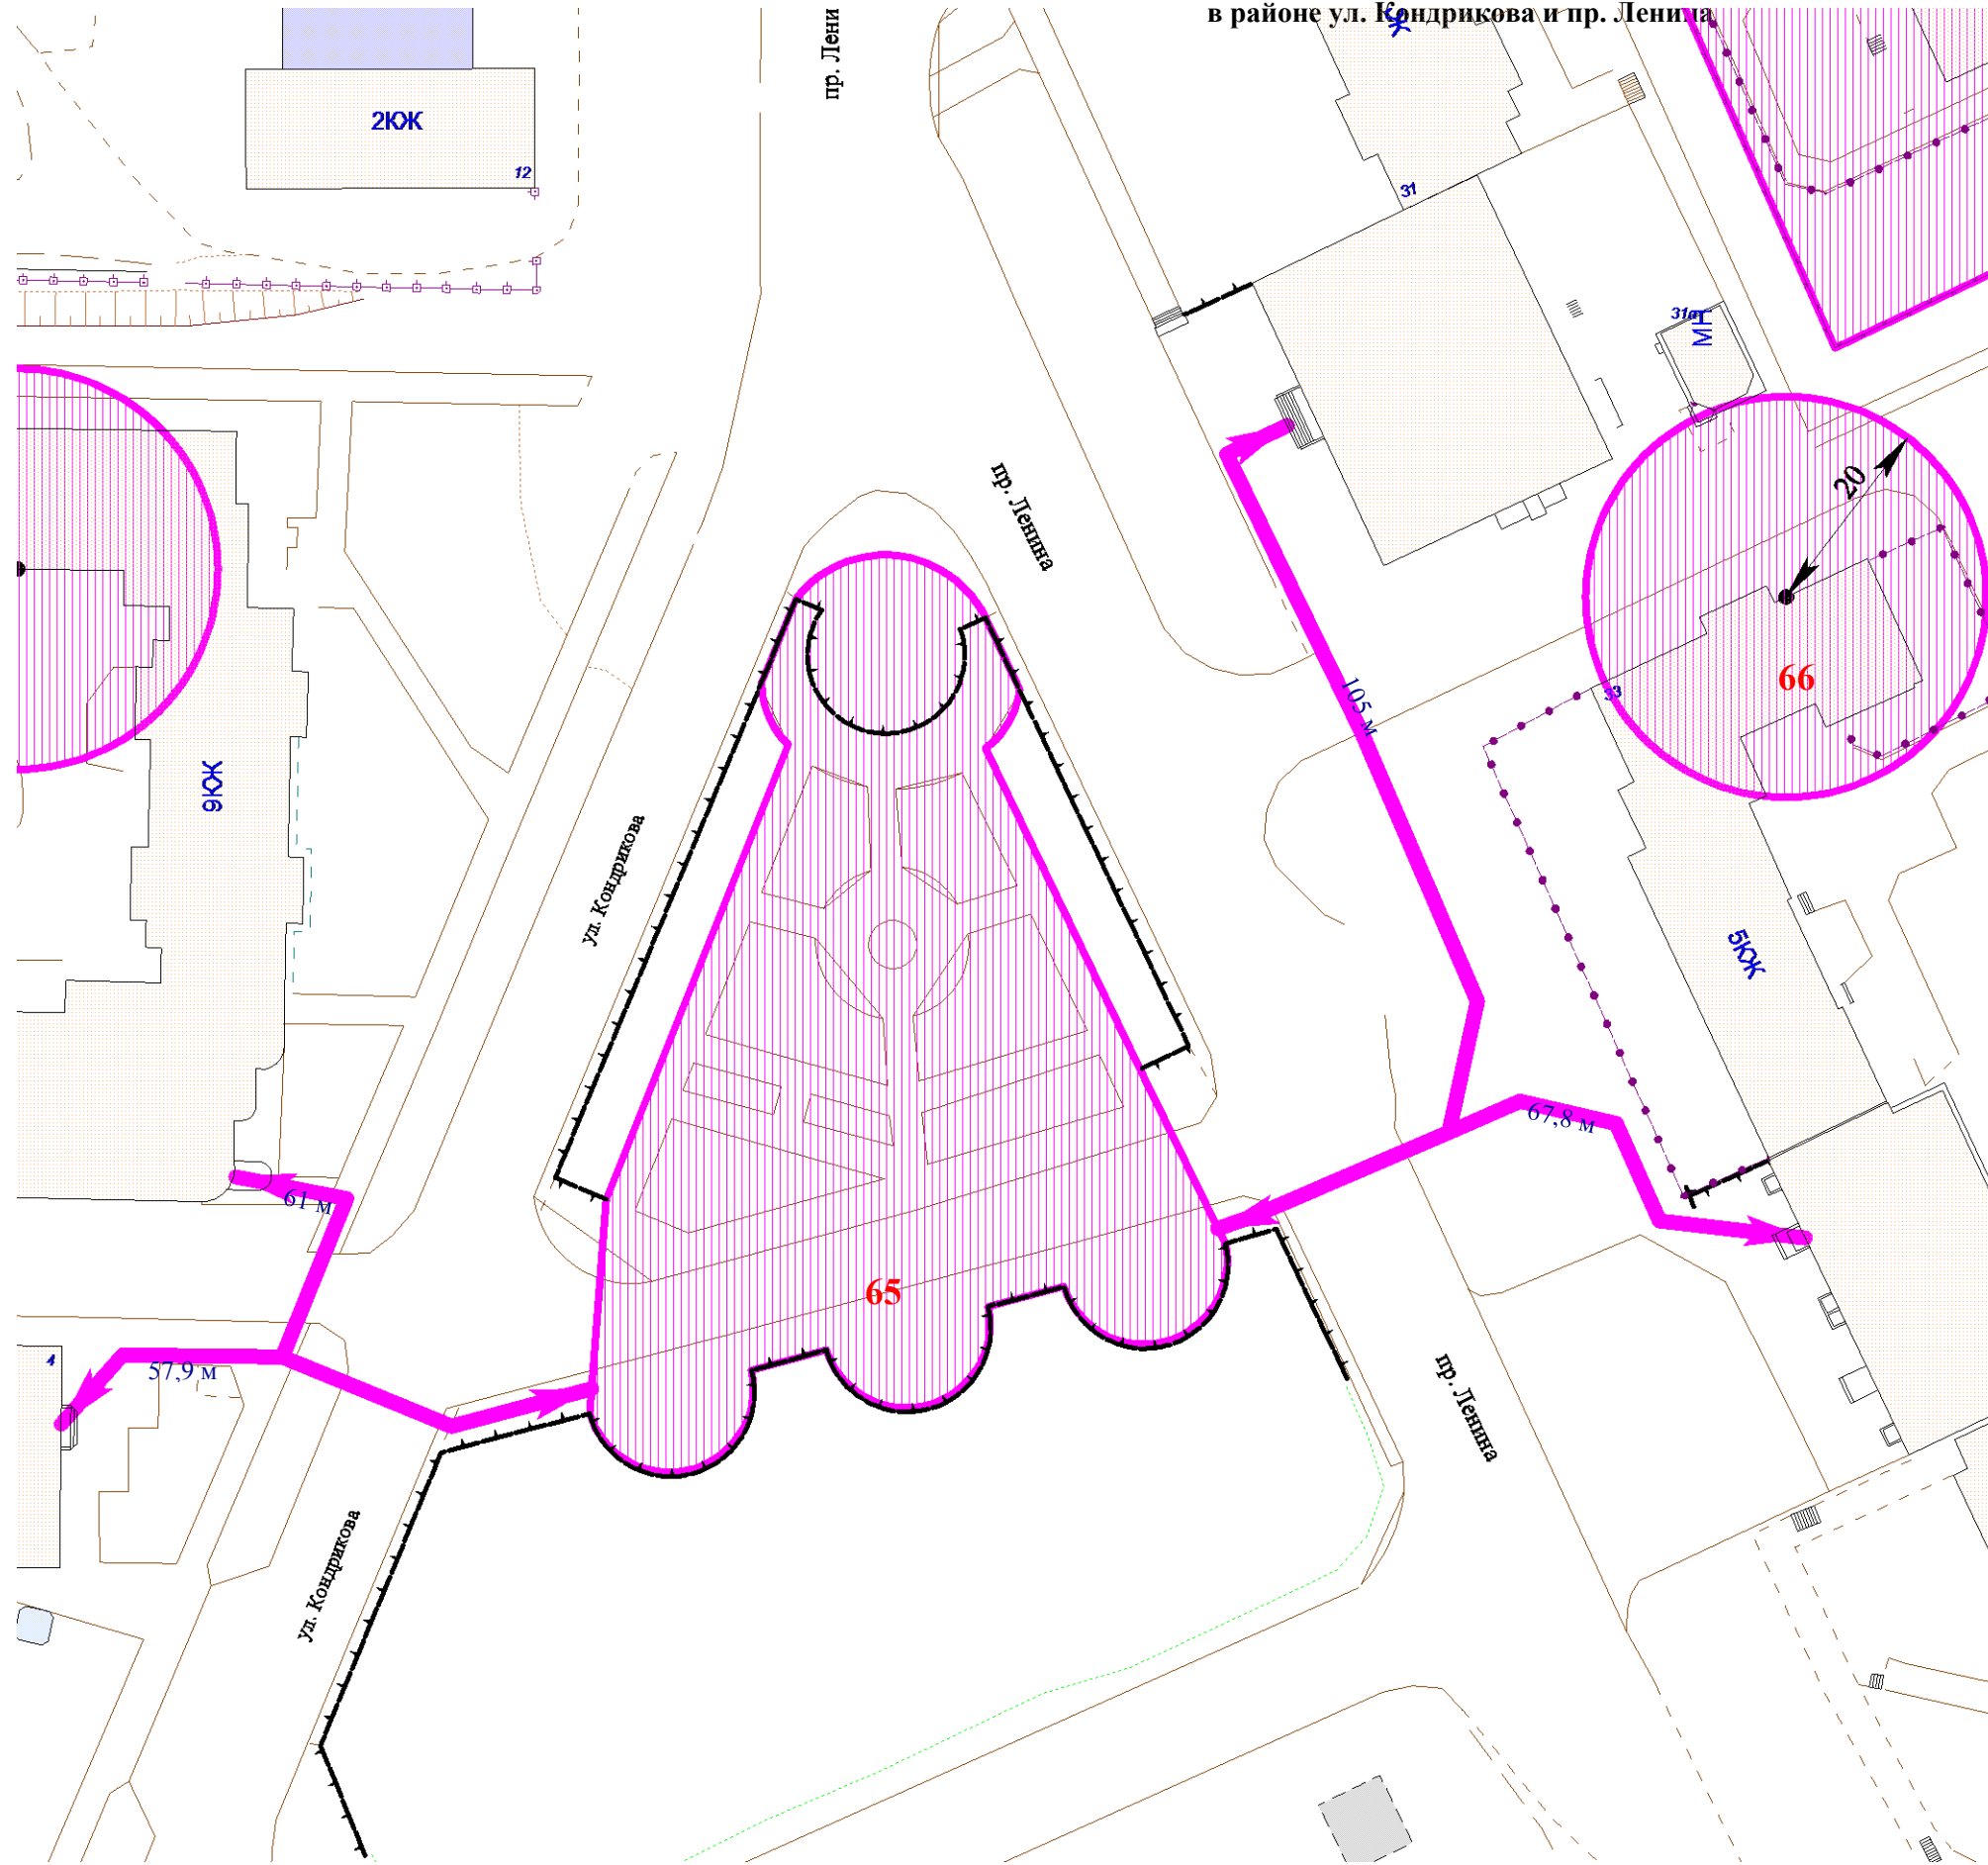 в районе ул. Кондрикова и пр. Ленина
пр. Лени
Ж
2КЖ
12
31
31а
МН
пр. Ленина
20
66
33
105 м
9КЖ
ул. Кондрикова
5КЖ
67,8 м
61 м
65
4
57,9 м
пр. Ленина
ул. Кондрикова